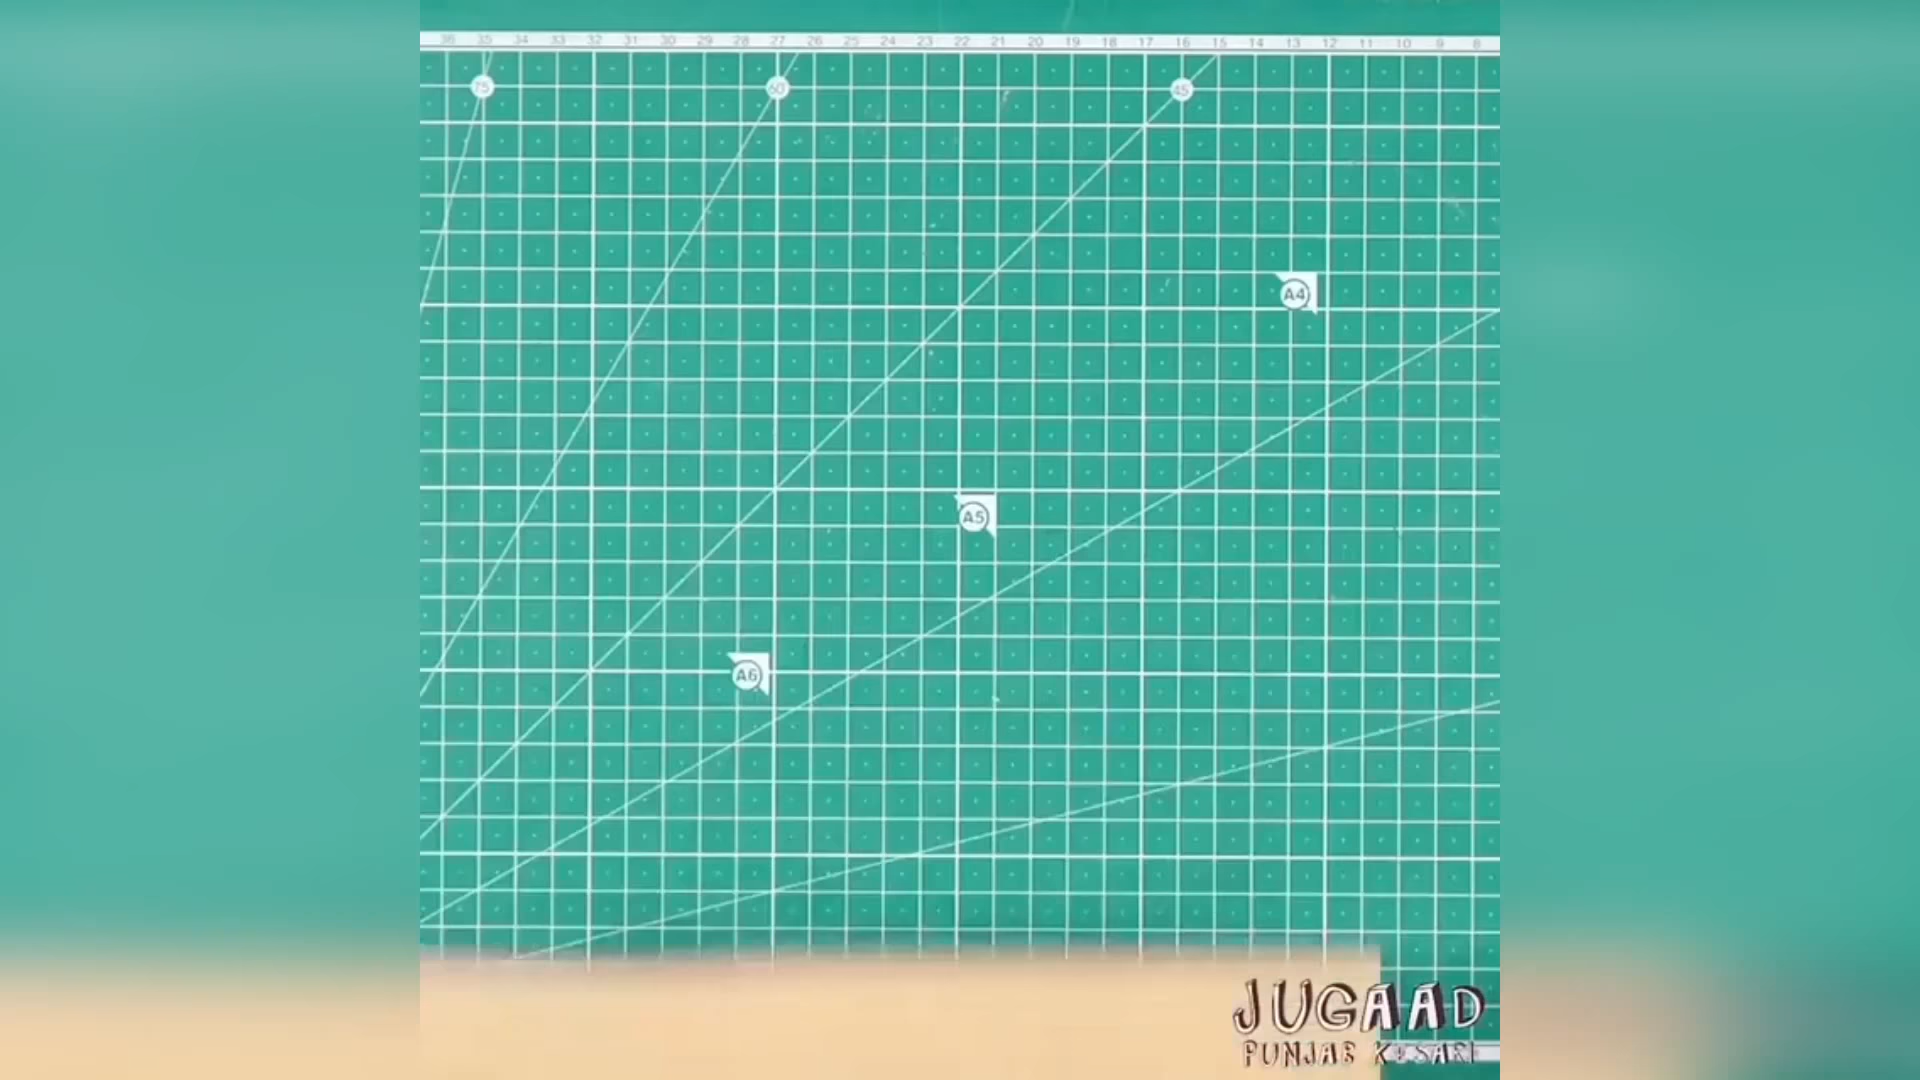 36 35 34 33 32 31 30 29 28 27 26 25 24 23 22 21 20 19 18 17 16 15 14 13 12 11 10 9 8
75 60 45
A4
A5
A6
JUGAAD
PUNJAB KESARI